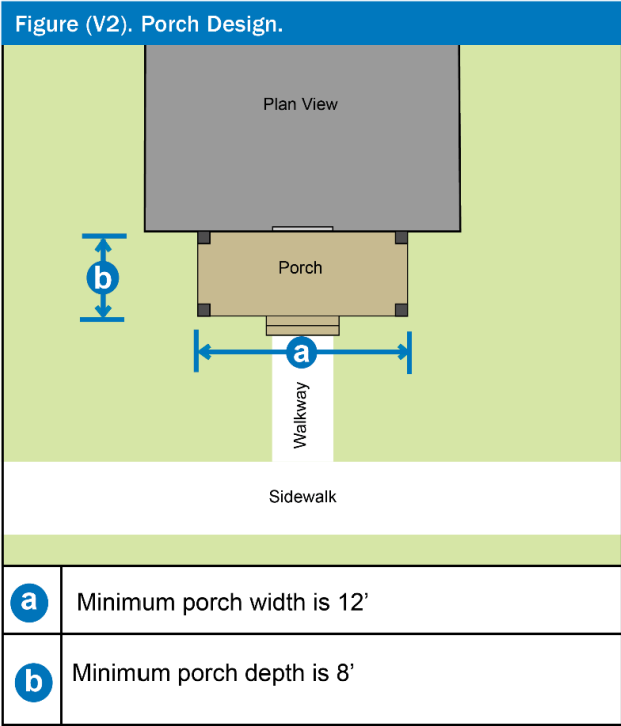 Figure (V2). Porch Design.
Plan View
Porch
b
a
Walkway
Sidewalk
a Minimum porch width is 12’
b Minimum porch depth is 8’